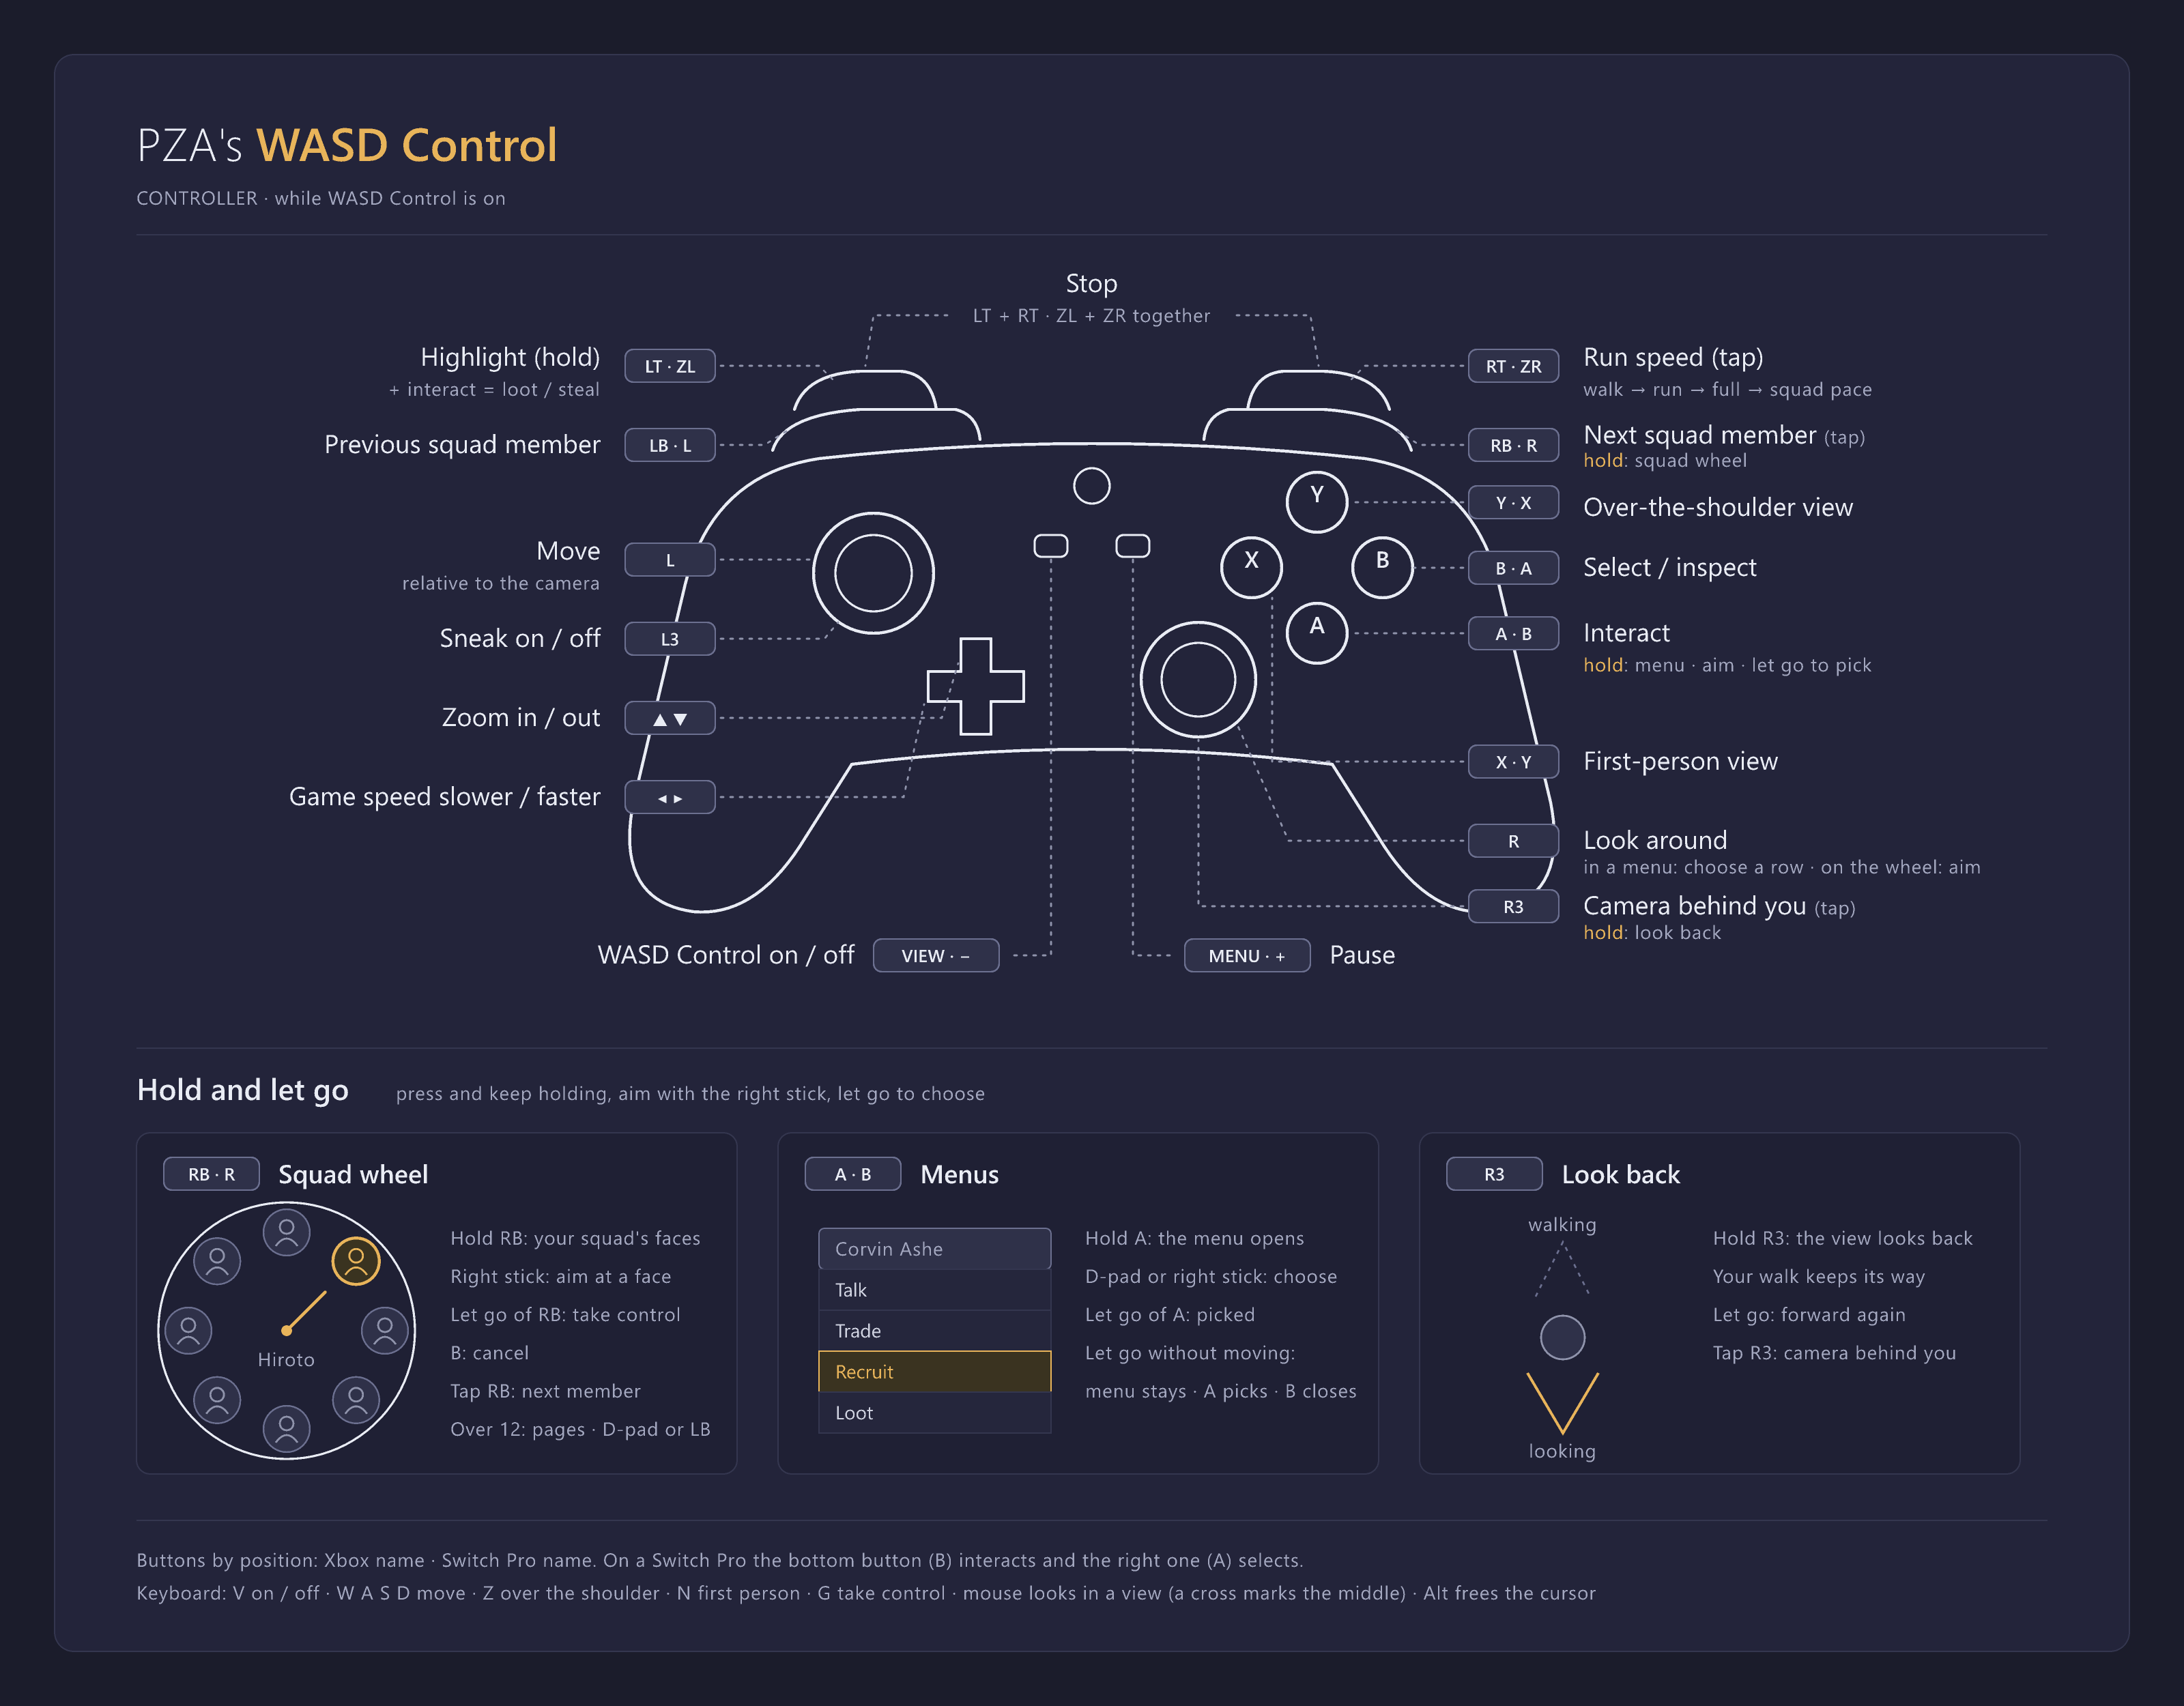 PZA's WASD Control
CONTROLLER · while WASD Control is on
Stop
LT + RT · ZL + ZR together
Highlight (hold)
+ interact = loot / steal
LT · ZL
Previous squad member
LB · L
Move
relative to the camera
L
Sneak on / off
L3
Zoom in / out
▲ ▼
Game speed slower / faster
◂ ▸
Y
X
B
A
RT · ZR
Run speed (tap)
walk → run → full → squad pace
RB · R
Next squad member (tap)
hold: squad wheel
Y · X
Over-the-shoulder view
B · A
Select / inspect
A · B
Interact
hold: menu · aim · let go to pick
X · Y
First-person view
R
Look around
in a menu: choose a row · on the wheel: aim
R3
Camera behind you (tap)
hold: look back
WASD Control on / off
VIEW · −
MENU · +
Pause
Hold and let go
press and keep holding, aim with the right stick, let go to choose
RB · R
Squad wheel
Hiroto
Hold RB: your squad's faces
Right stick: aim at a face
Let go of RB: take control
B: cancel
Tap RB: next member
Over 12: pages · D-pad or LB
A · B
Menus
Corvin Ashe
Talk
Trade
Recruit
Loot
Hold A: the menu opens
D-pad or right stick: choose
Let go of A: picked
Let go without moving:
menu stays · A picks · B closes
R3
Look back
walking
looking
Hold R3: the view looks back
Your walk keeps its way
Let go: forward again
Tap R3: camera behind you
Buttons by position: Xbox name · Switch Pro name. On a Switch Pro the bottom button (B) interacts and the right one (A) selects.
Keyboard: V on / off · W A S D move · Z over the shoulder · N first person · G take control · mouse looks in a view (a cross marks the middle) · Alt frees the cursor